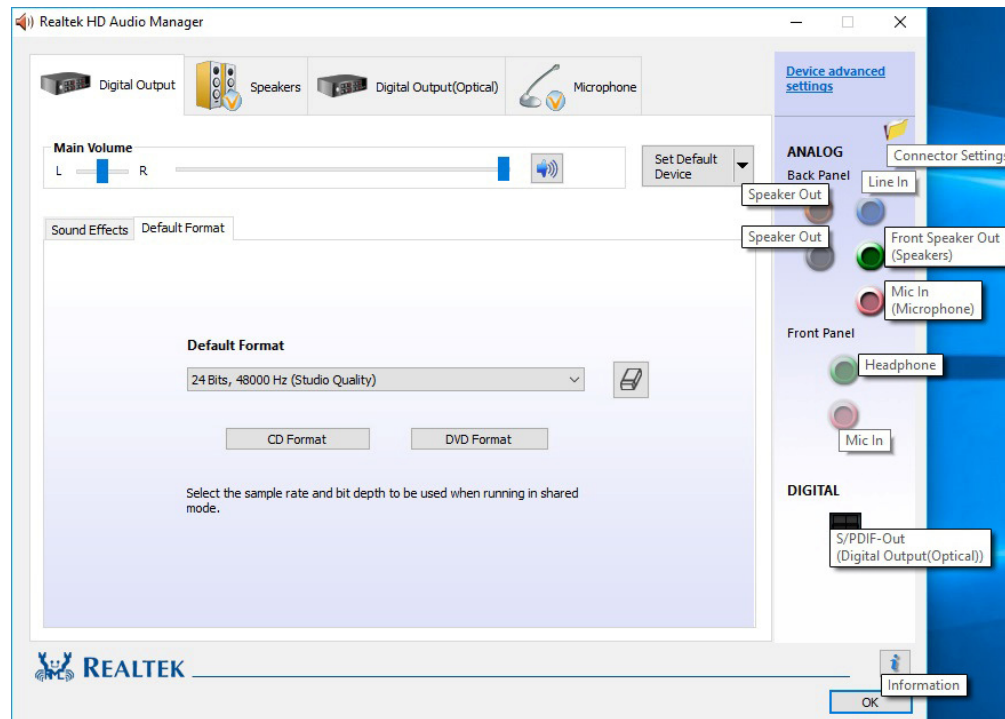 Realtek HD Audio Manager
Digital Output
Speakers
Digital Output(Optical)
Microphone
Device advanced
settings
Main Volume
L
R
Set Default
Device
Sound Effects
Default Format
Default Format
24 Bits, 48000 Hz (Studio Quality)
CD Format
DVD Format
Select the sample rate and bit depth to be used when running in shared
mode.
Connector Settings
ANALOG
Back Panel
Line In
Speaker Out
Speaker Out
Front Speaker Out
(Speakers)
Mic In
(Microphone)
Front Panel
Headphone
Mic In
DIGITAL
S/PDIF-Out
(Digital Output(Optical))
REALTEK
Information
OK